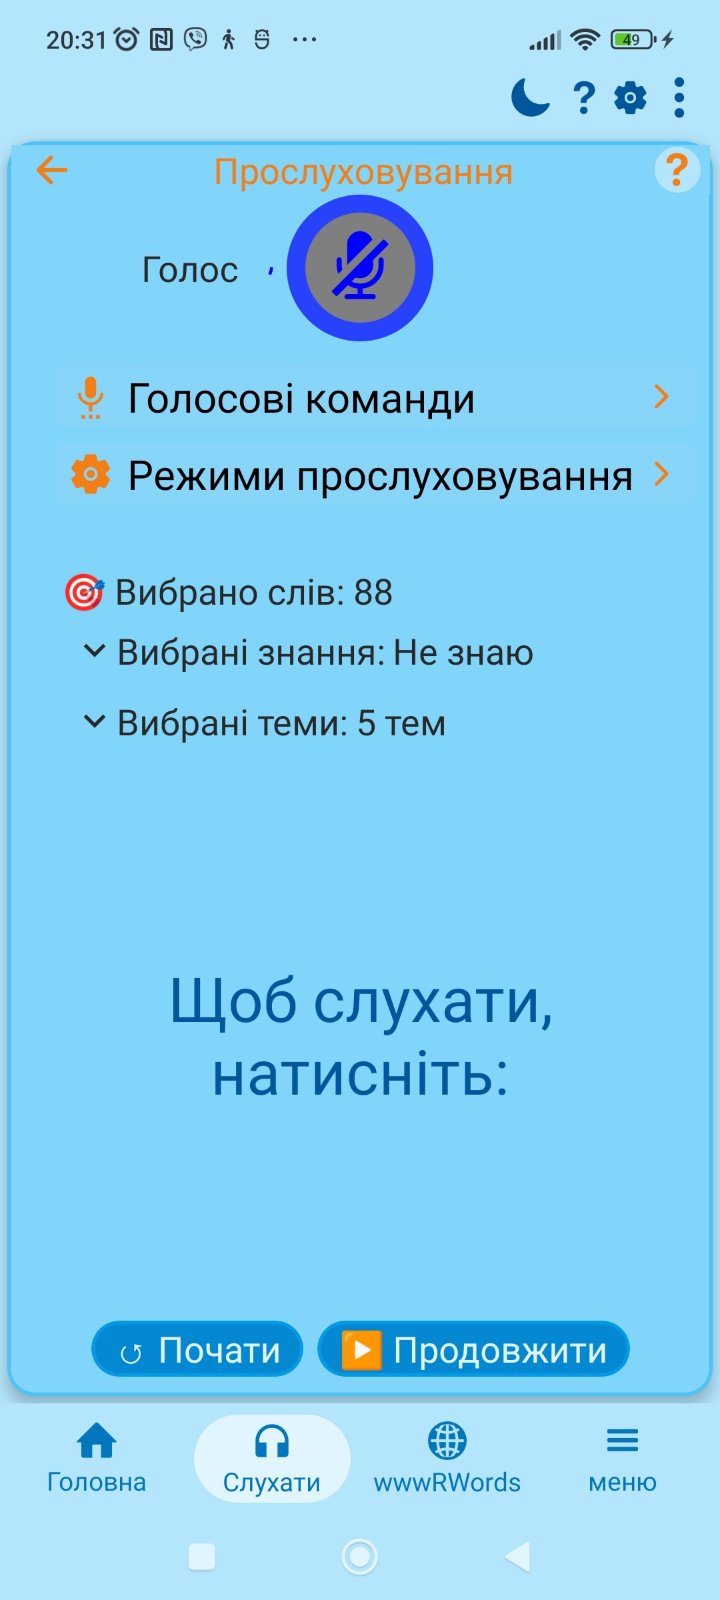 20:31
49
Прослуховування
?
Голос ,
Голосові команди
Режими прослуховування
Вибрано слів: 88
Вибрані знання: Не знаю
Вибрані теми: 5 тем
Щоб слухати,
натисніть:
Почати
Продовжити
Головна
Слухати
wwwRWords
меню